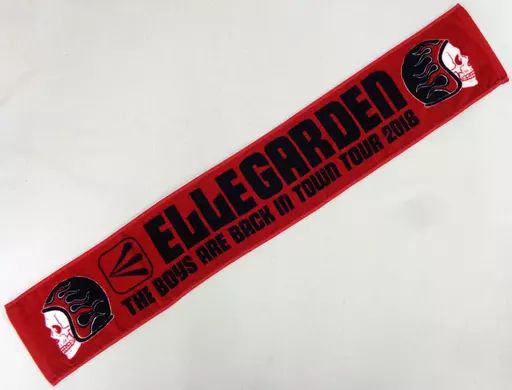 ELLEGARDEN
THE BOYS ARE BACK IN TOWN TOUR 2018